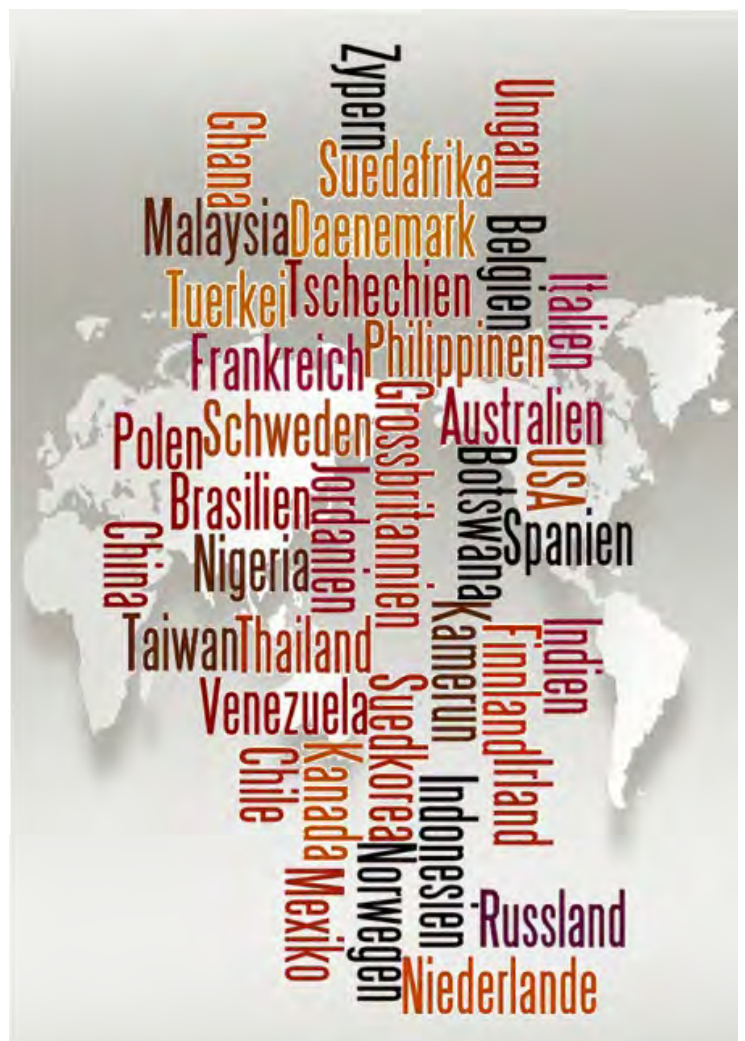 Zypern
Ungarn
Ghana
Suedafrika
Malaysia
Daenemark
Belgien
Tuerkei
Tschechien
Italien
Frankreich
Philippinen
Grossbritannien
Polen
Schweden
Australien
Brasilien
Jordanien
Botswana
USA
China
Nigeria
Spanien
Taiwan
Thailand
Kamerun
Finnland
Indien
Venezuela
Suedkorea
Chile
Kanada
Irland
Indonesien
Mexiko
Norwegen
Russland
Niederlande